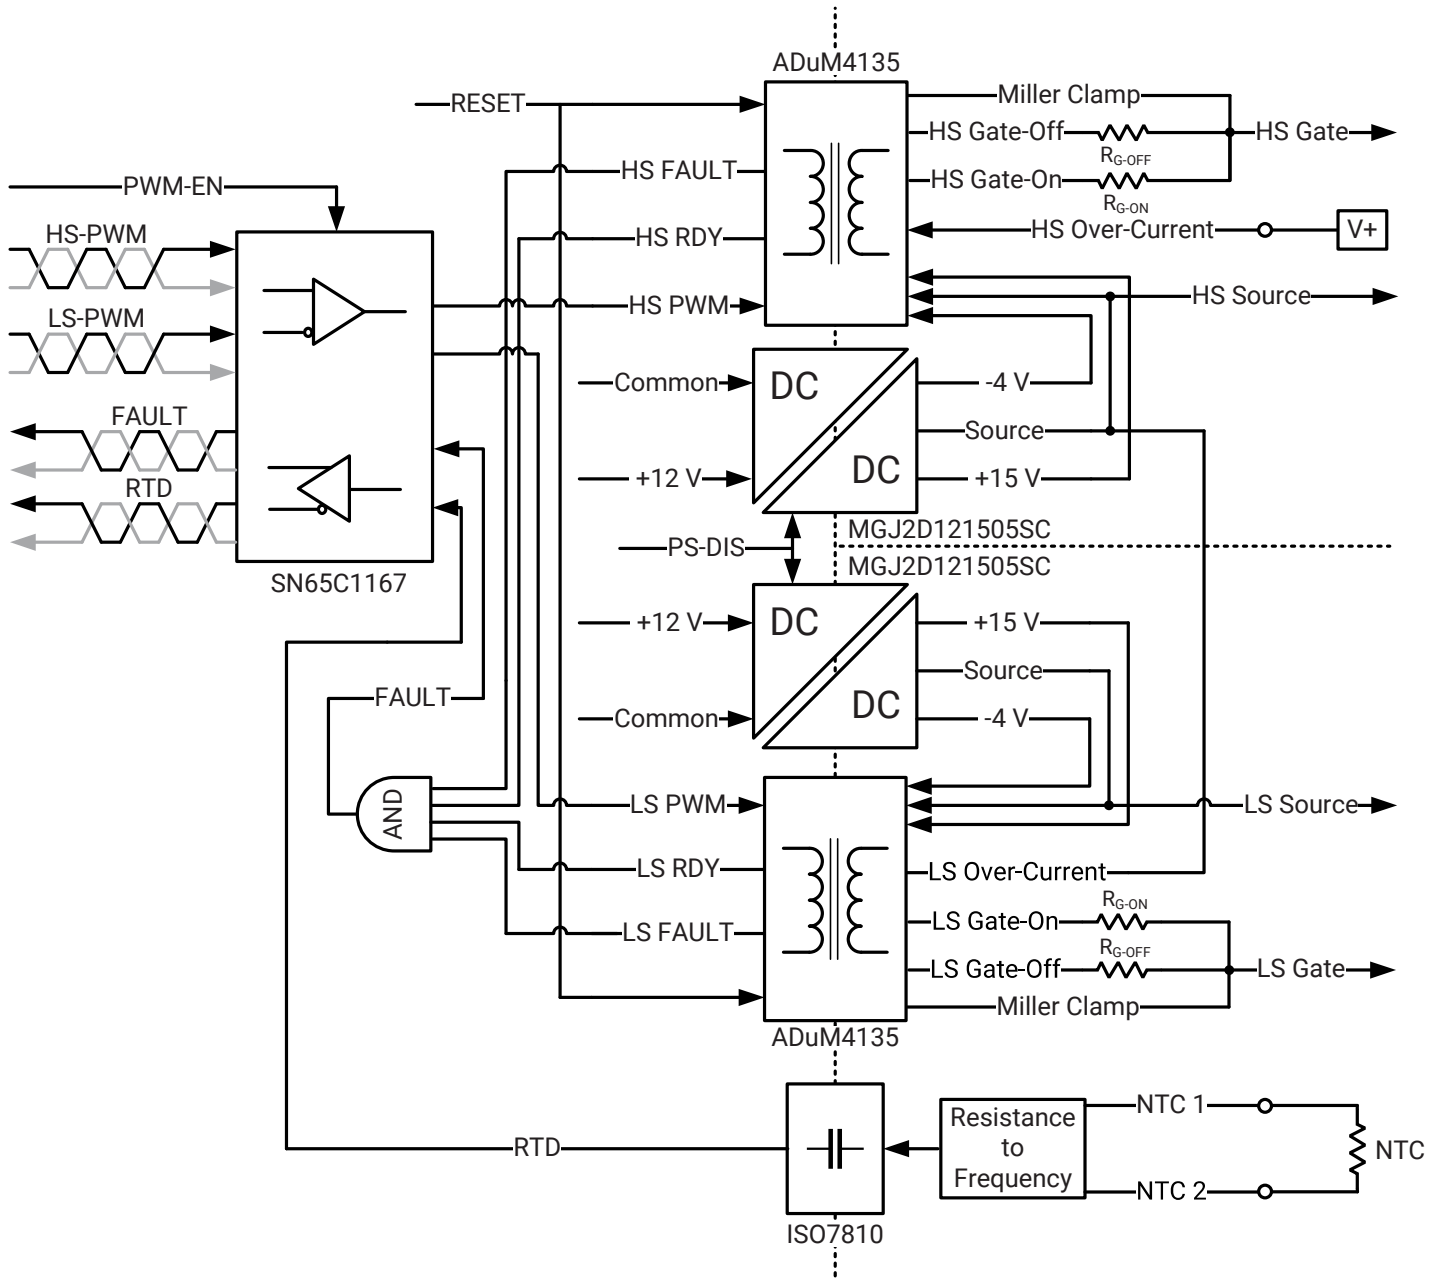 ADuM4135
RESET
Miller Clamp
HS Gate-Off
RG-OFF
HS Gate
HS FAULT
HS Gate-On
RG-ON
PWM-EN
HS-PWM
HS RDY
HS Over-Current
V+
LS-PWM
HS PWM
HS Source
Common
DC
-4 V
FAULT
Source
+12 V
DC
+15 V
RTD
MGJ2D121505SC
PS-DIS
MGJ2D121505SC
SN65C1167
+12 V
DC
+15 V
Source
FAULT
Common
DC
-4 V
AND
LS PWM
LS Source
LS RDY
LS Over-Current
RG-ON
LS Gate-On
LS FAULT
RG-OFF
LS Gate-Off
LS Gate
Miller Clamp
ADuM4135
Resistance
to
Frequency
NTC 1
RTD
NTC
NTC 2
ISO7810